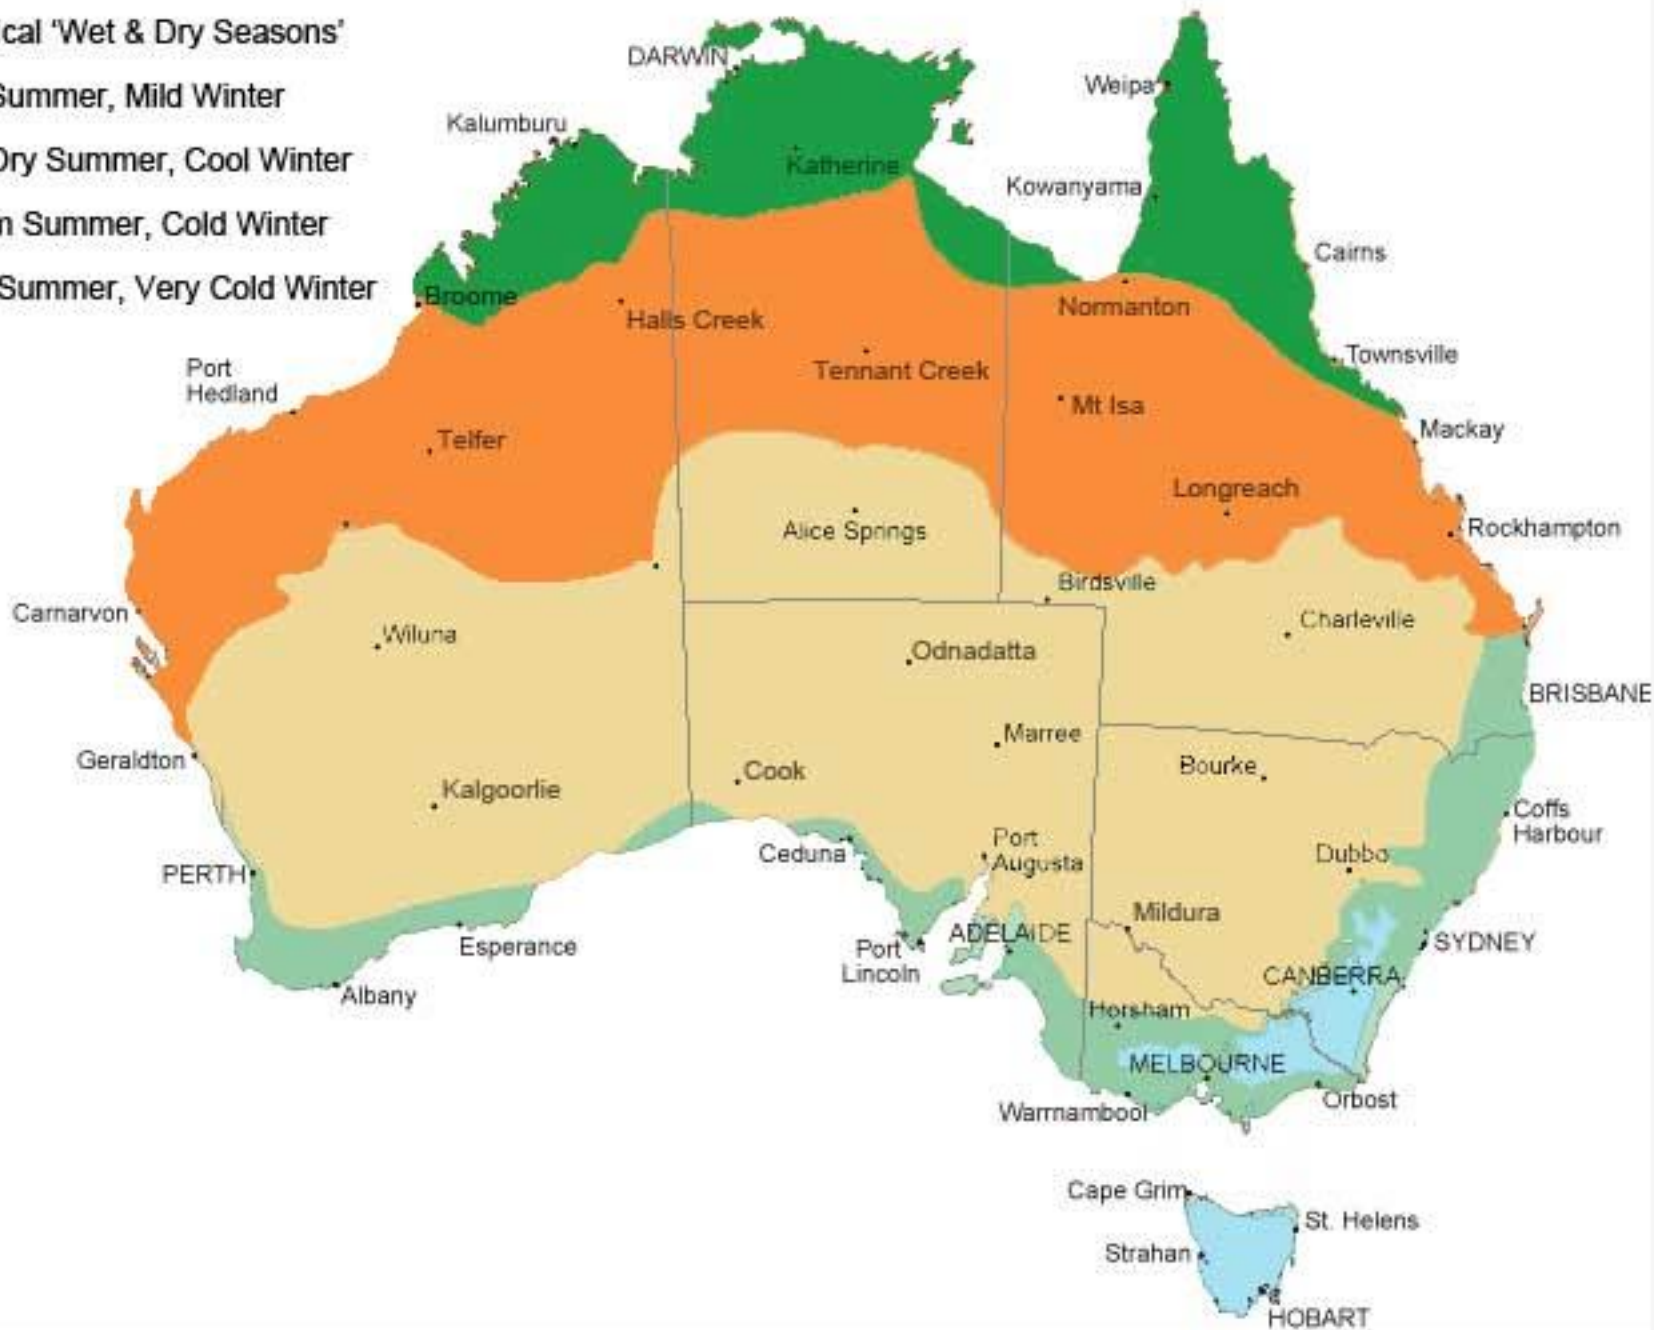 cal 'Wet & Dry Seasons'
Summer, Mild Winter
Dry Summer, Cool Winter
m Summer, Cold Winter
Summer, Very Cold Winter
DARWIN
Weipa
Kalumburu
Katherine
Kowanyama
Cairns
Broome
Halls Creek
Normanton
Port
Hedland
Tennant Creek
Townsville
Mt Isa
Telfer
Mackay
Longreach
Alice Springs
Rockhampton
Birdsville
Carnarvon
Wiluna
Charleville
Odnadatta
BRISBANE
Marree
Geraldton
Cook
Bourke
Kalgoorlie
Coffs
Harbour
Port
Augusta
Ceduna
Dubbo
PERTH
Mildura
ADELAIDE
SYDNEY
Esperance
Port
Lincoln
CANBERRA
Albany
Horsham
MELBOURNE
Orbost
Warrnambool
Cape Grim
St. Helens
Strahan
HOBART